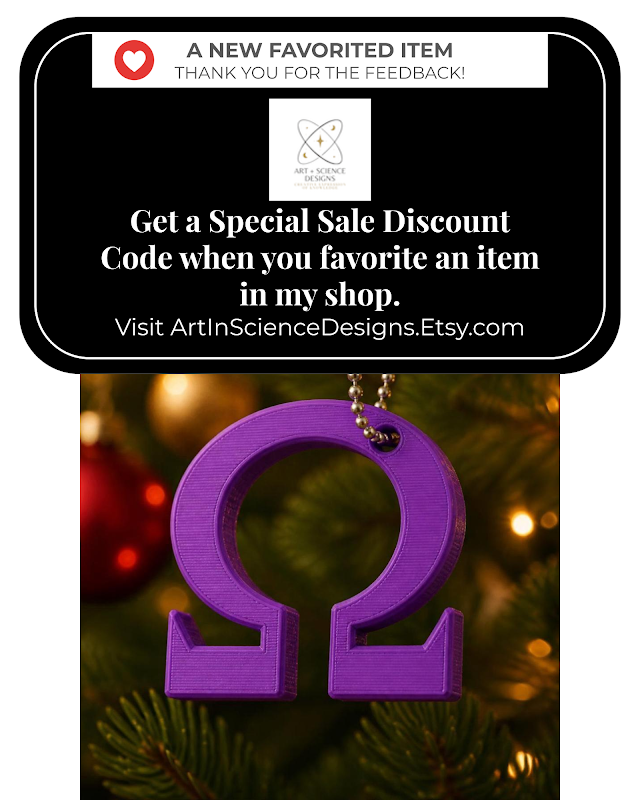 A NEW FAVORITED ITEM
THANK YOU FOR THE FEEDBACK!
ART + SCIENCE
DESIGNS
Get a Special Sale Discount
Code when you favorite an item
in my shop.
Visit ArtInScienceDesigns.Etsy.com